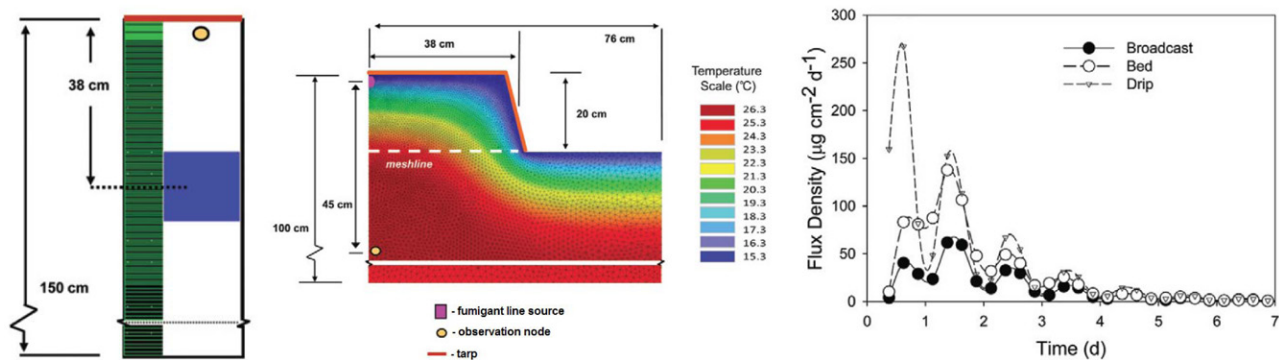 38 cm
150 cm
76 cm
38 cm
20 cm
meshline
45 cm
100 cm
- fumigant line source
- observation node
- tarp
Temperature
Scale (°C)
26.3
25.3
24.3
23.3
22.3
21.3
20.3
19.3
18.3
17.3
16.3
15.3
Flux Density (µg cm-2 d-1)
300
250
200
150
100
50
0
Broadcast
Bed
Drip
0 1 2 3 4 5 6 7
Time (d)